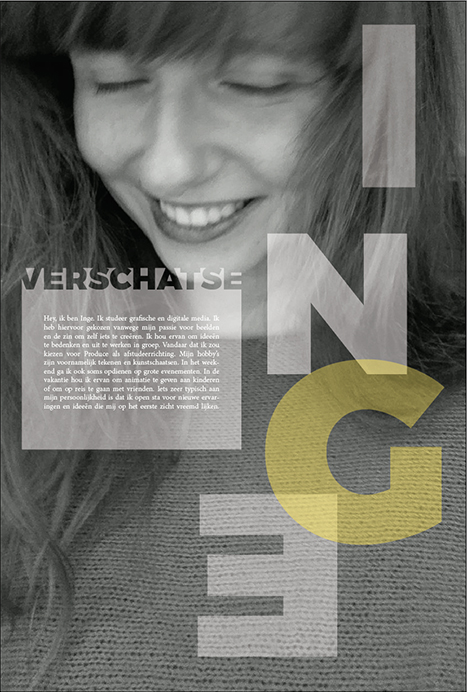 I
N
G
E
VERSCHATSE
Hey, ik ben Inge. Ik studeer grafische en digitale media. Ik
heb hiervoor gekozen vanwege mijn passie voor beelden
en de zin om zelf iets te creëren. Ik hou ervan om ideeën
te bedenken en uit te werken in groep. Vandaar dat ik zou
kiezen voor Produce als afstudeerrichting. Mijn hobby's
zijn voornamelijk tekenen en kunstschaatsen. In het week-
end ga ik ook soms opdienen op grote evenementen. In de
vakantie hou ik ervan om animatie te geven aan kinderen
of om op reis te gaan met vrienden. Iets zeer typisch aan
mijn persoonlijkheid is dat ik open sta voor nieuwe ervar-
ingen en ideeën die mij op het eerste zicht vreemd lijken.